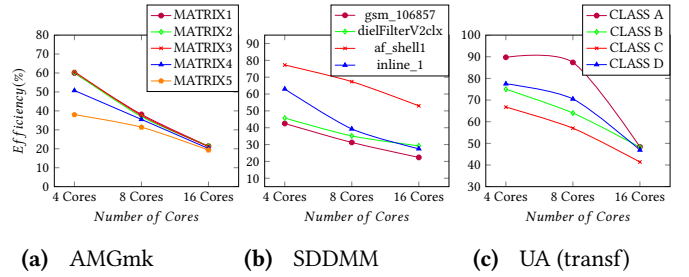 MATRIX1
MATRIX2
MATRIX3
MATRIX4
MATRIX5
80
70
60
50
40
30
20
10
0
Efficiency(%)
4 Cores 8 Cores 16 Cores
Number of Cores
(a) AMGmk
gsm_106857
dielFilterV2clx
af_shell1
inline_1
90
80
70
60
50
40
30
20
10
4 Cores 8 Cores 16 Cores
Number of Cores
(b) SDDMM
CLASS A
CLASS B
CLASS C
CLASS D
100
90
80
70
60
50
40
30
4 Cores 8 Cores 16 Cores
Number of Cores
(c) UA (transf)